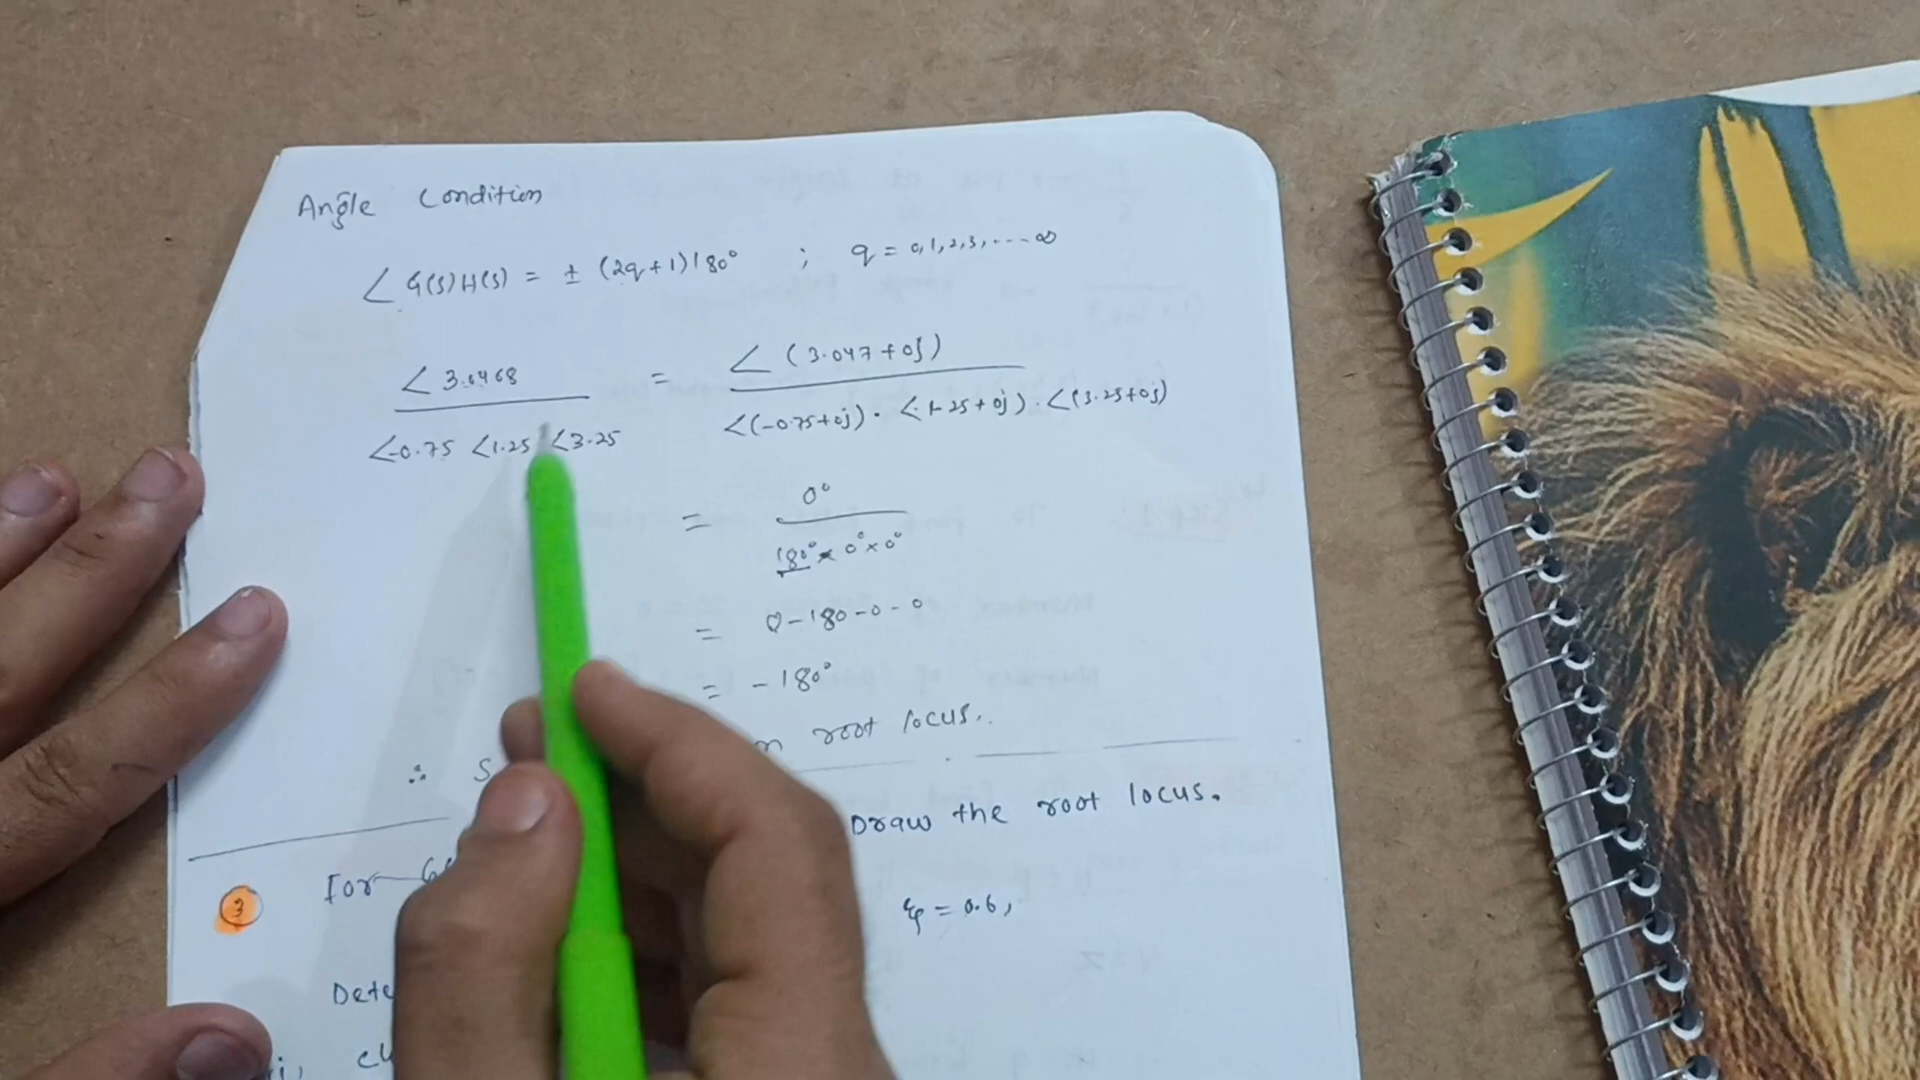 Angle Condition
∠ G(s)H(s) = ± (2q+1)180° ; q = 0,1,2,3,....∞
∠ 3.0468 = ∠ (3.047+0j)
∠-0.75 ∠1.25 ∠3.25 ∠(-0.75+0j) · ∠(1.25+0j) · ∠(3.25+0j)
= 0°
180° × 0° × 0°
= 0-180-0-0
= -180°
∴ S root locus.
3 For Draw the root locus.
ξ = 0.6,